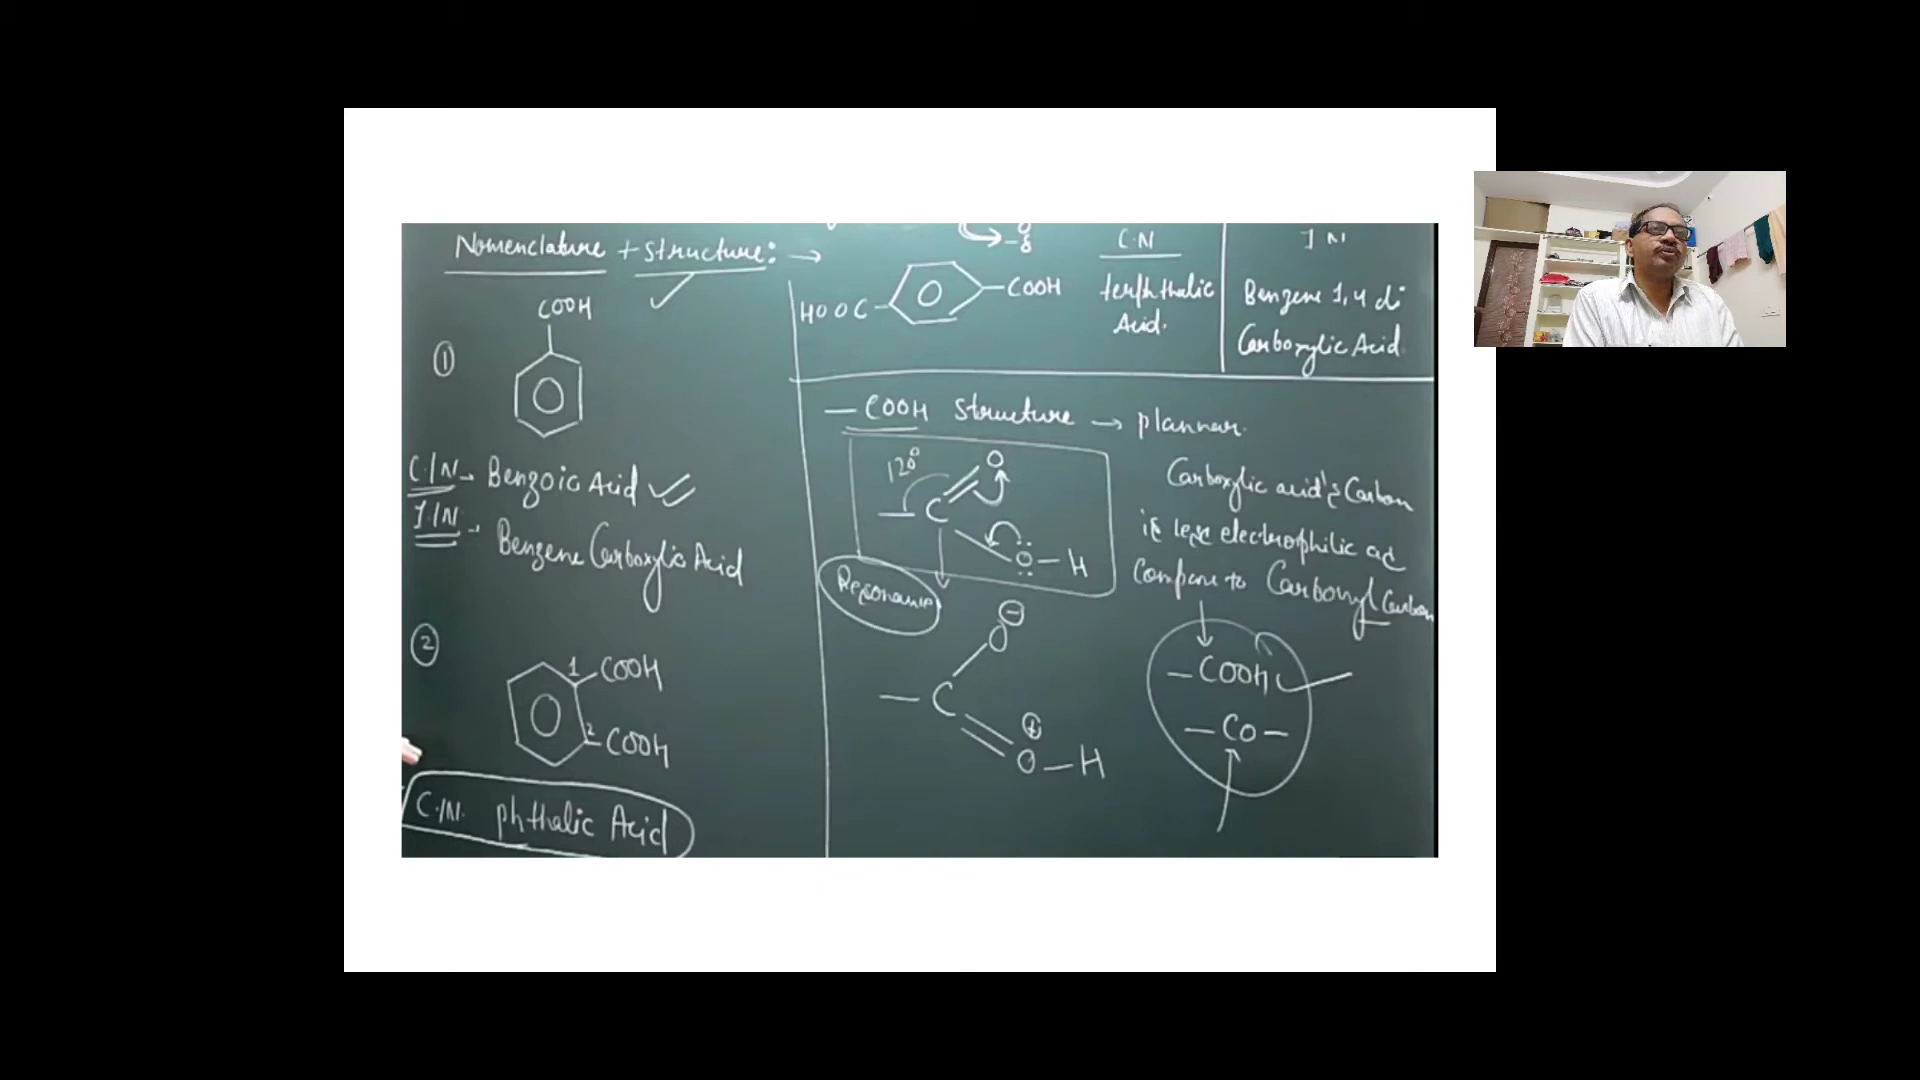 Nomenclature + Structure: →
COOH
①
C/N - Benzoic Acid
I/N - Benzene Carboxylic Acid
②
1 COOH
2 COOH
C/N. phthalic Acid
C.N
I N
HOOC COOH
terphthalic
Acid.
Benzene 1,4 di
Carboxylic Acid.
— COOH Structure → plannar.
120° O
C
O — H
Resonance
O ⊖
— C
⊕
O — H
Carboxylic acid's Carbon
is less electrophilic as
Compare to Carbonyl Carbon
— COOH
— Co —